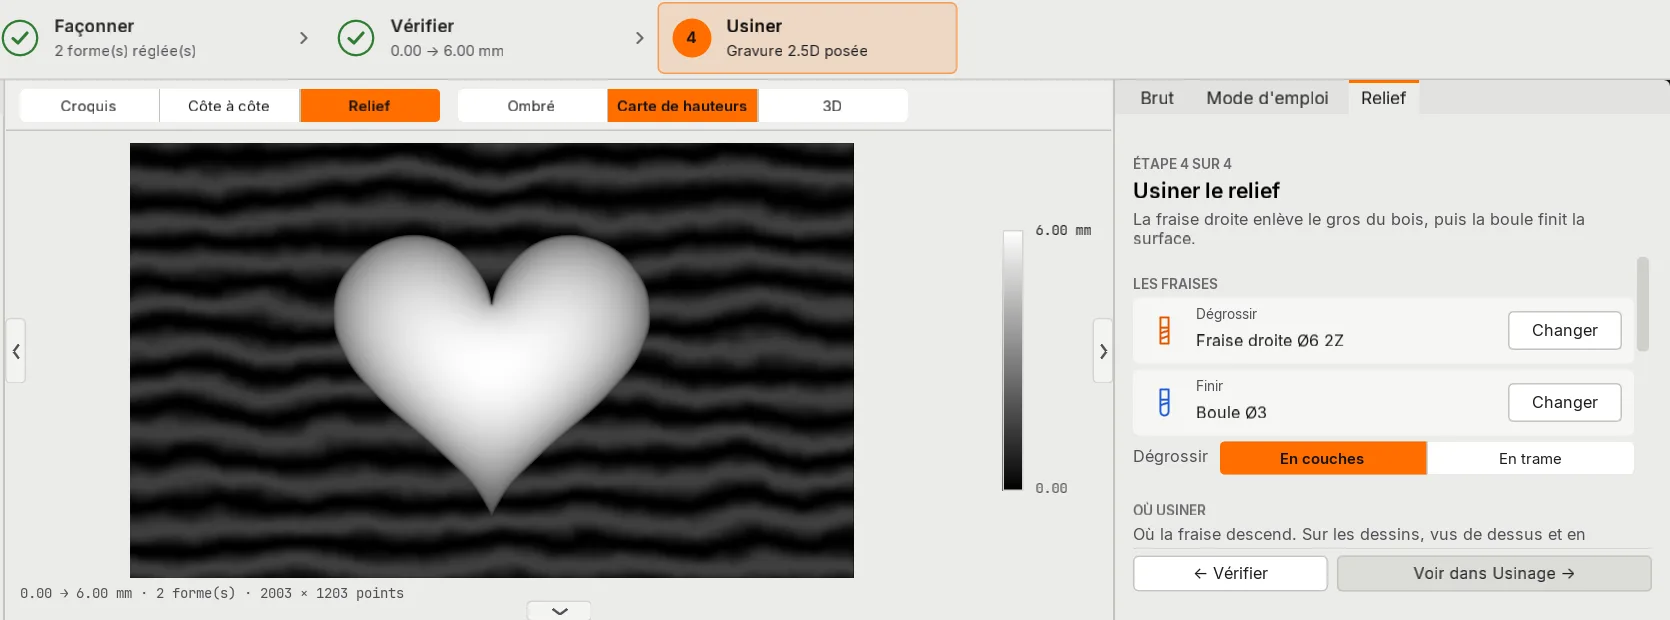 Façonner
2 forme(s) réglée(s)
Vérifier
0.00 → 6.00 mm
4
Usiner
Gravure 2.5D posée
Croquis
Côte à côte
Relief
Ombré
Carte de hauteurs
3D
6.00 mm
0.00
0.00 → 6.00 mm · 2 forme(s) · 2003 × 1203 points
Brut
Mode d'emploi
Relief
ÉTAPE 4 SUR 4
Usiner le relief
La fraise droite enlève le gros du bois, puis la boule finit la
surface.
LES FRAISES
Dégrossir
Fraise droite Ø6 2Z
Changer
Finir
Boule Ø3
Changer
Dégrossir
En couches
En trame
OÙ USINER
Où la fraise descend. Sur les dessins, vus de dessus et en
← Vérifier
Voir dans Usinage →